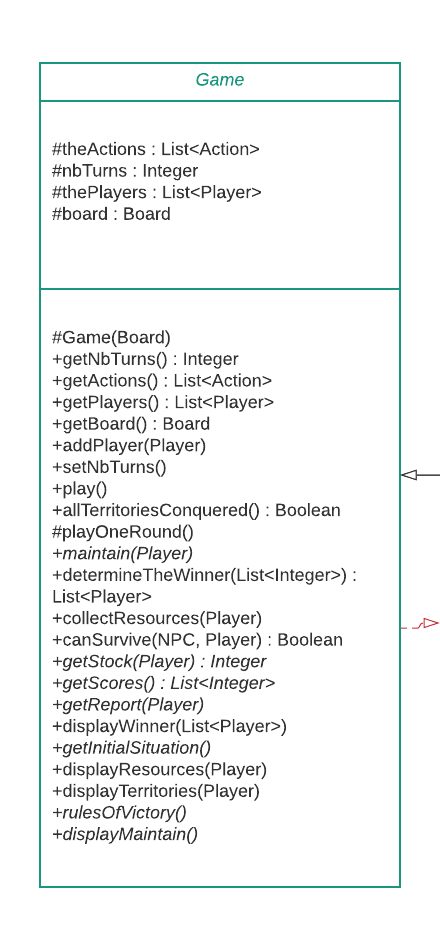 Game
#theActions : List<Action>
#nbTurns : Integer
#thePlayers : List<Player>
#board : Board
#Game(Board)
+getNbTurns() : Integer
+getActions() : List<Action>
+getPlayers() : List<Player>
+getBoard() : Board
+addPlayer(Player)
+setNbTurns()
+play()
+allTerritoriesConquered() : Boolean
#playOneRound()
+maintain(Player)
+determineTheWinner(List<Integer>) :
List<Player>
+collectResources(Player)
+canSurvive(NPC, Player) : Boolean
+getStock(Player) : Integer
+getScores() : List<Integer>
+getReport(Player)
+displayWinner(List<Player>)
+getInitialSituation()
+displayResources(Player)
+displayTerritories(Player)
+rulesOfVictory()
+displayMaintain()